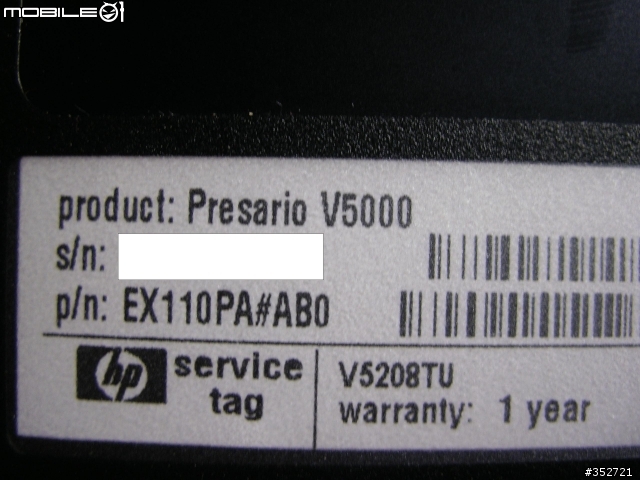 MOBILE01
product: Presario V5000
s/n:
p/n: EX110PA#AB0
hp service tag
V5208TU
warranty: 1 year
#352721